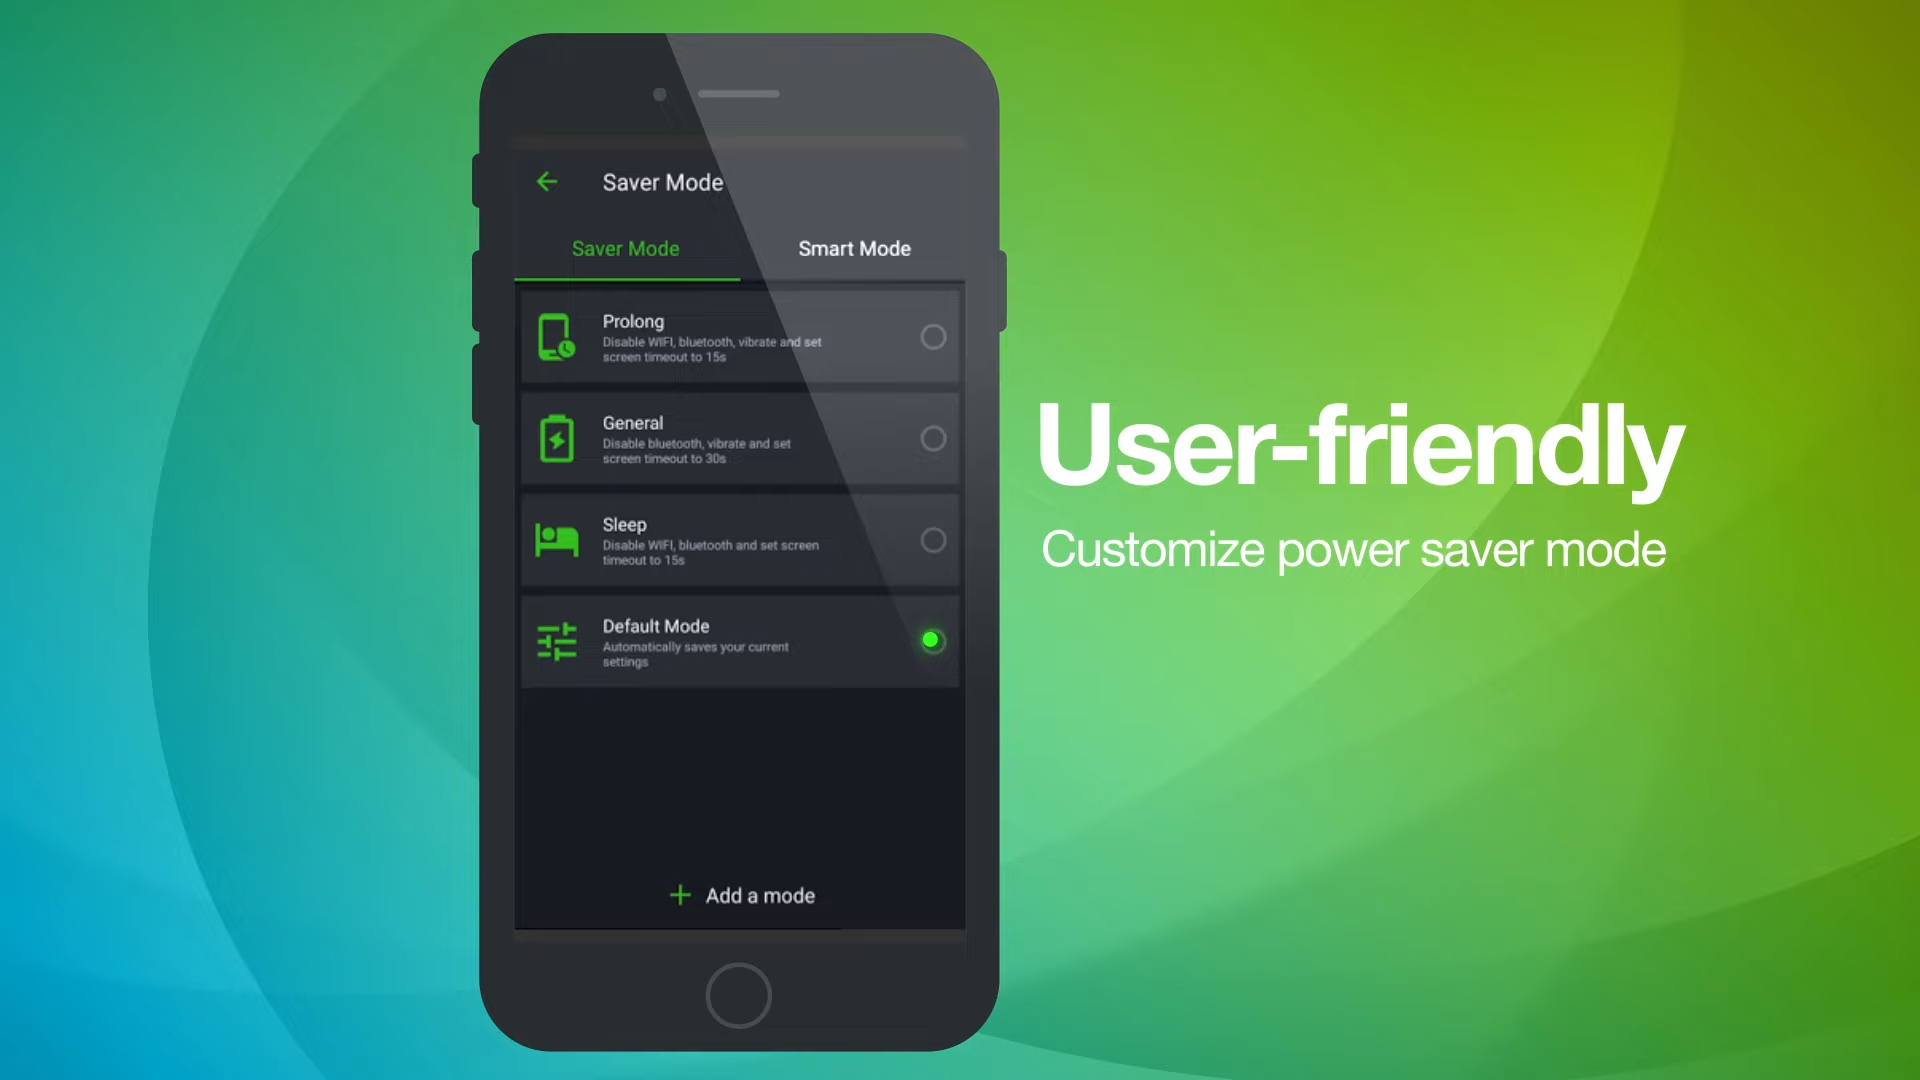 Saver Mode
Saver Mode
Smart Mode
Prolong
Disable WIFI, bluetooth, vibrate and set
screen timeout to 15s
General
Disable bluetooth, vibrate and set
screen timeout to 30s
Sleep
Disable WIFI, bluetooth and set screen
timeout to 15s
Default Mode
Automatically saves your current
settings
Add a mode
User-friendly
Customize power saver mode